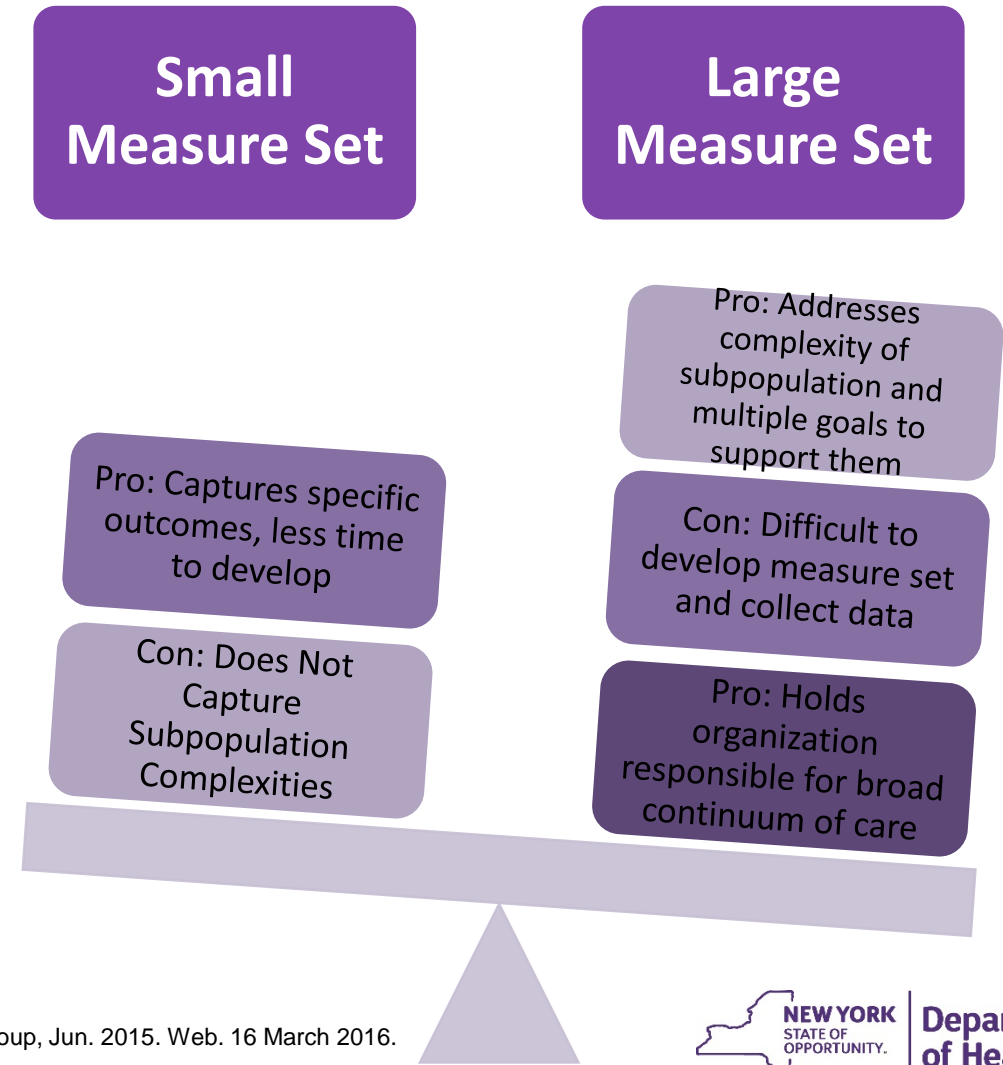 Small
Measure Set
Large
Measure Set
Pro: Captures specific
outcomes, less time
to develop
Con: Does Not
Capture
Subpopulation
Complexities
Pro: Addresses
complexity of
subpopulation and
multiple goals to
support them
Con: Difficult to
develop measure set
and collect data
Pro: Holds
organization
responsible for broad
continuum of care
oup, Jun. 2015. Web. 16 March 2016.
NEW YORK
STATE OF
OPPORTUNITY.
Depar
of Hea